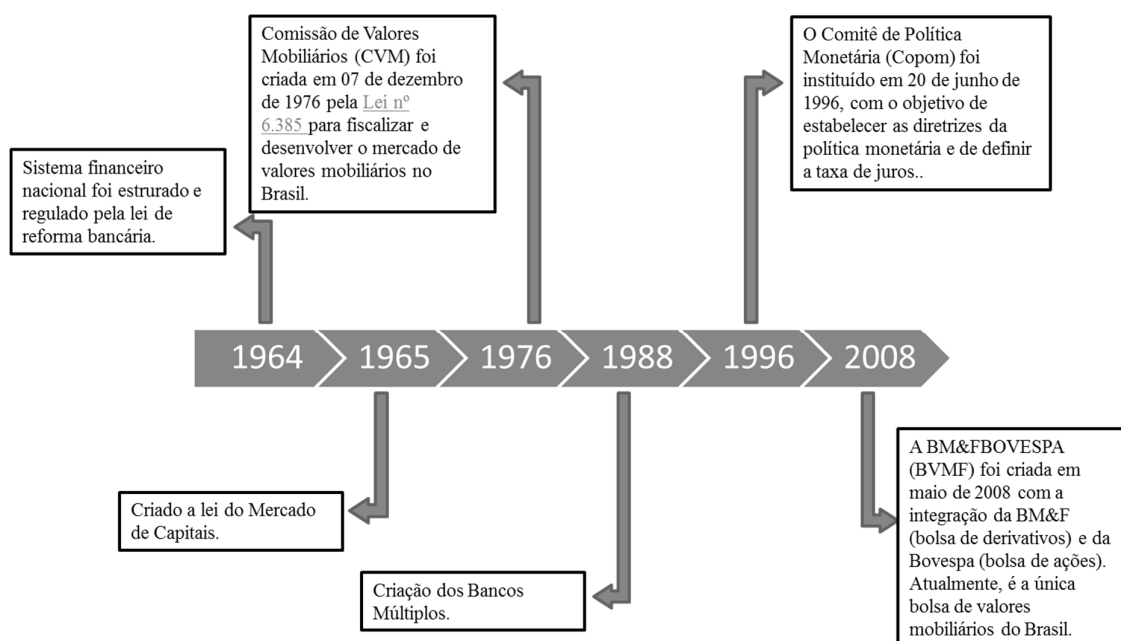 Comissão de Valores
Mobiliários (CVM) foi
criada em 07 de dezembro
de 1976 pela Lei nº
6.385 para fiscalizar e
desenvolver o mercado de
valores mobiliários no
Brasil.
O Comitê de Política
Monetária (Copom) foi
instituído em 20 de junho de
1996, com o objetivo de
estabelecer as diretrizes da
política monetária e de definir
a taxa de juros..
Sistema financeiro
nacional foi estrurado e
regulado pela lei de
reforma bancária.
1964
1965
1976
1988
1996
2008
Criado a lei do Mercado
de Capitais.
Criação dos Bancos
Múltiplos.
A BM&FBOVESPA
(BVMF) foi criada em
maio de 2008 com a
integração da BM&F
(bolsa de derivativos) e da
Bovespa (bolsa de ações).
Atualmente, é a única
bolsa de valores
mobiliários do Brasil.